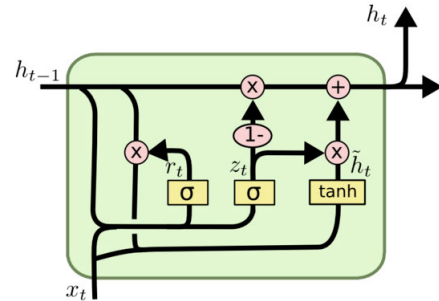 h_t
h_{t-1}
x
+
1-
x
r_t
z_t
x
h̃_t
σ
σ
tanh
x_t